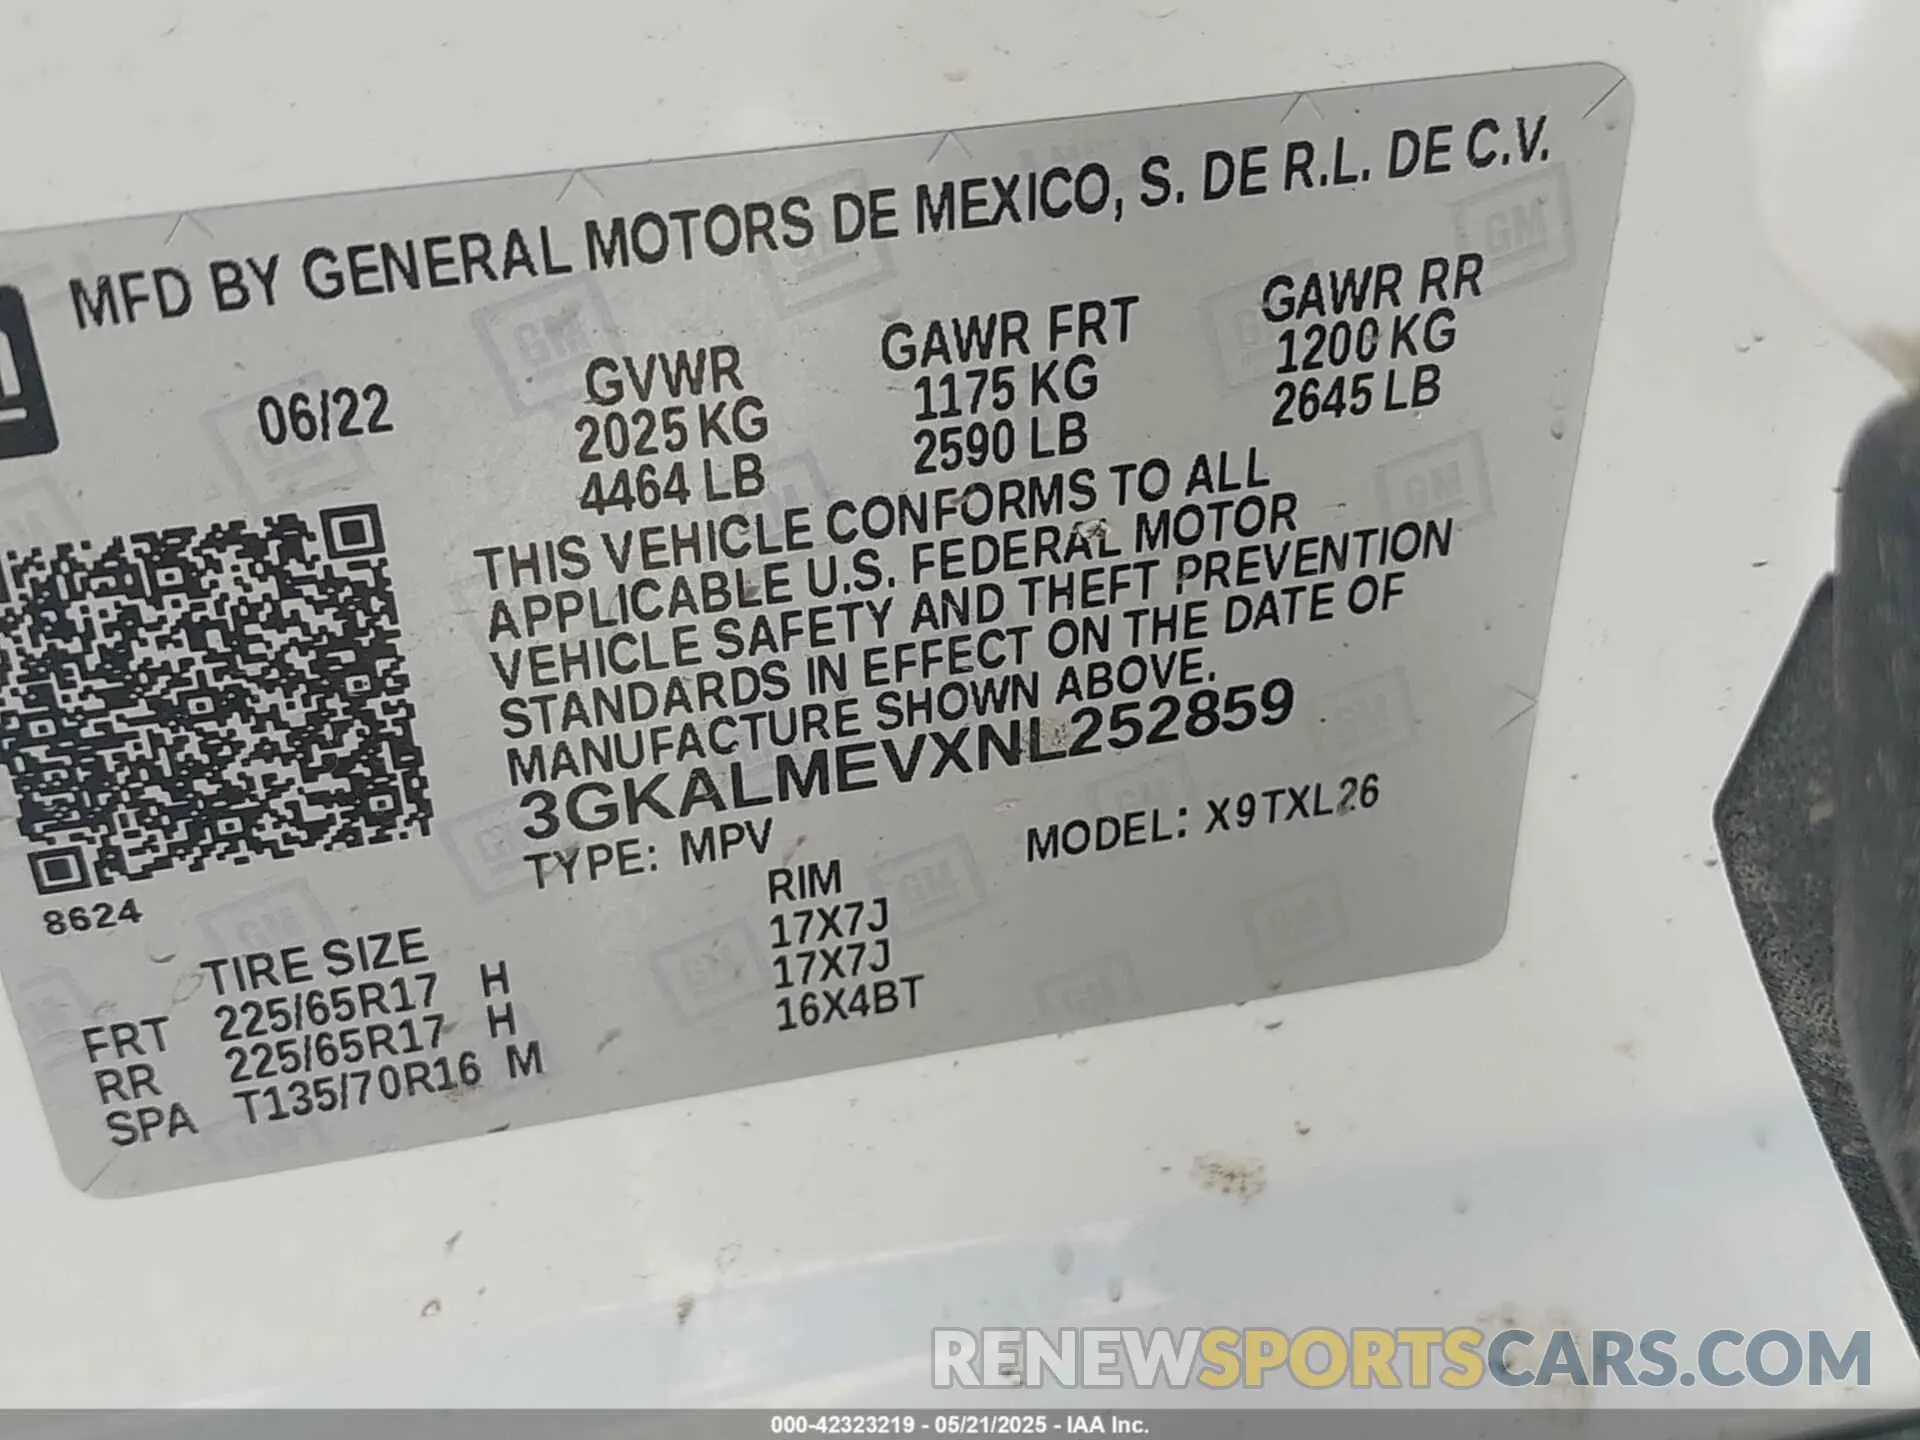 MFD BY GENERAL MOTORS DE MEXICO, S. DE R.L. DE C.V.
06/22
GVWR
2025 KG
4464 LB
GAWR FRT
1175 KG
2590 LB
GAWR RR
1200 KG
2645 LB
THIS VEHICLE CONFORMS TO ALL
APPLICABLE U.S. FEDERAL MOTOR
VEHICLE SAFETY AND THEFT PREVENTION
STANDARDS IN EFFECT ON THE DATE OF
MANUFACTURE SHOWN ABOVE.
3GKALMEVXNL252859
TYPE: MPV
MODEL: X9TXL26
8624
TIRE SIZE RIM
FRT 225/65R17 H 17X7J
RR 225/65R17 H 17X7J
SPA T135/70R16 M 16X4BT
GM
RENEWSPORTSCARS.COM
000-42323219 - 05/21/2025 - IAA Inc.